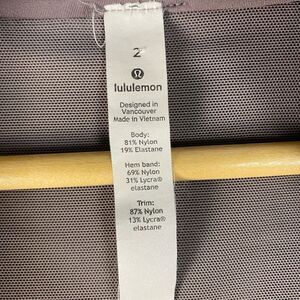 2
lululemon
Designed in
Vancouver
Made in Vietnam
Body:
81% Nylon
19% Elastane
Hem band:
69% Nylon
31% Lycra®
elastane
Trim:
87% Nylon
13% Lycra®
elastane